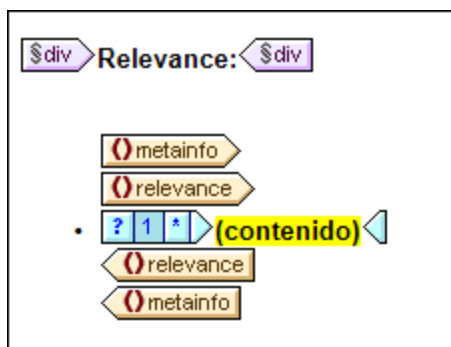 §div Relevance: §div
() metainfo
() relevance
• ? 1 * (contenido)
() relevance
() metainfo